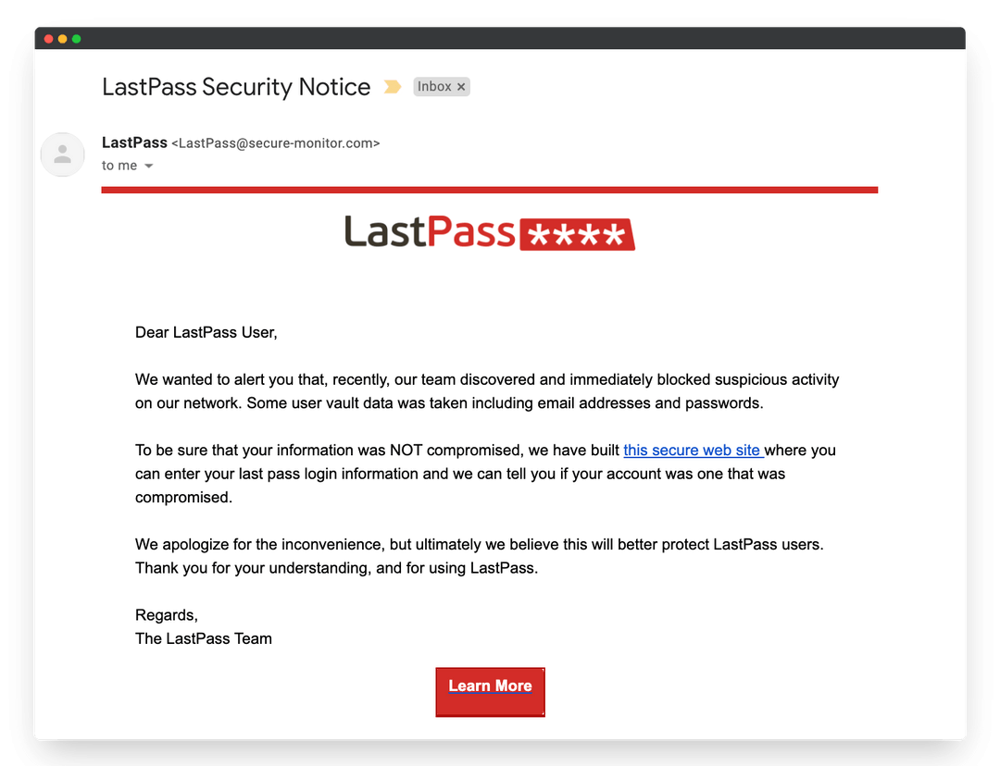 LastPass Security Notice Inbox ×
LastPass <LastPass@secure-monitor.com>
to me
LastPass ****
Dear LastPass User,
We wanted to alert you that, recently, our team discovered and immediately blocked suspicious activity
on our network. Some user vault data was taken including email addresses and passwords.
To be sure that your information was NOT compromised, we have built this secure web site where you
can enter your last pass login information and we can tell you if your account was one that was
compromised.
We apologize for the inconvenience, but ultimately we believe this will better protect LastPass users.
Thank you for your understanding, and for using LastPass.
Regards,
The LastPass Team
Learn More